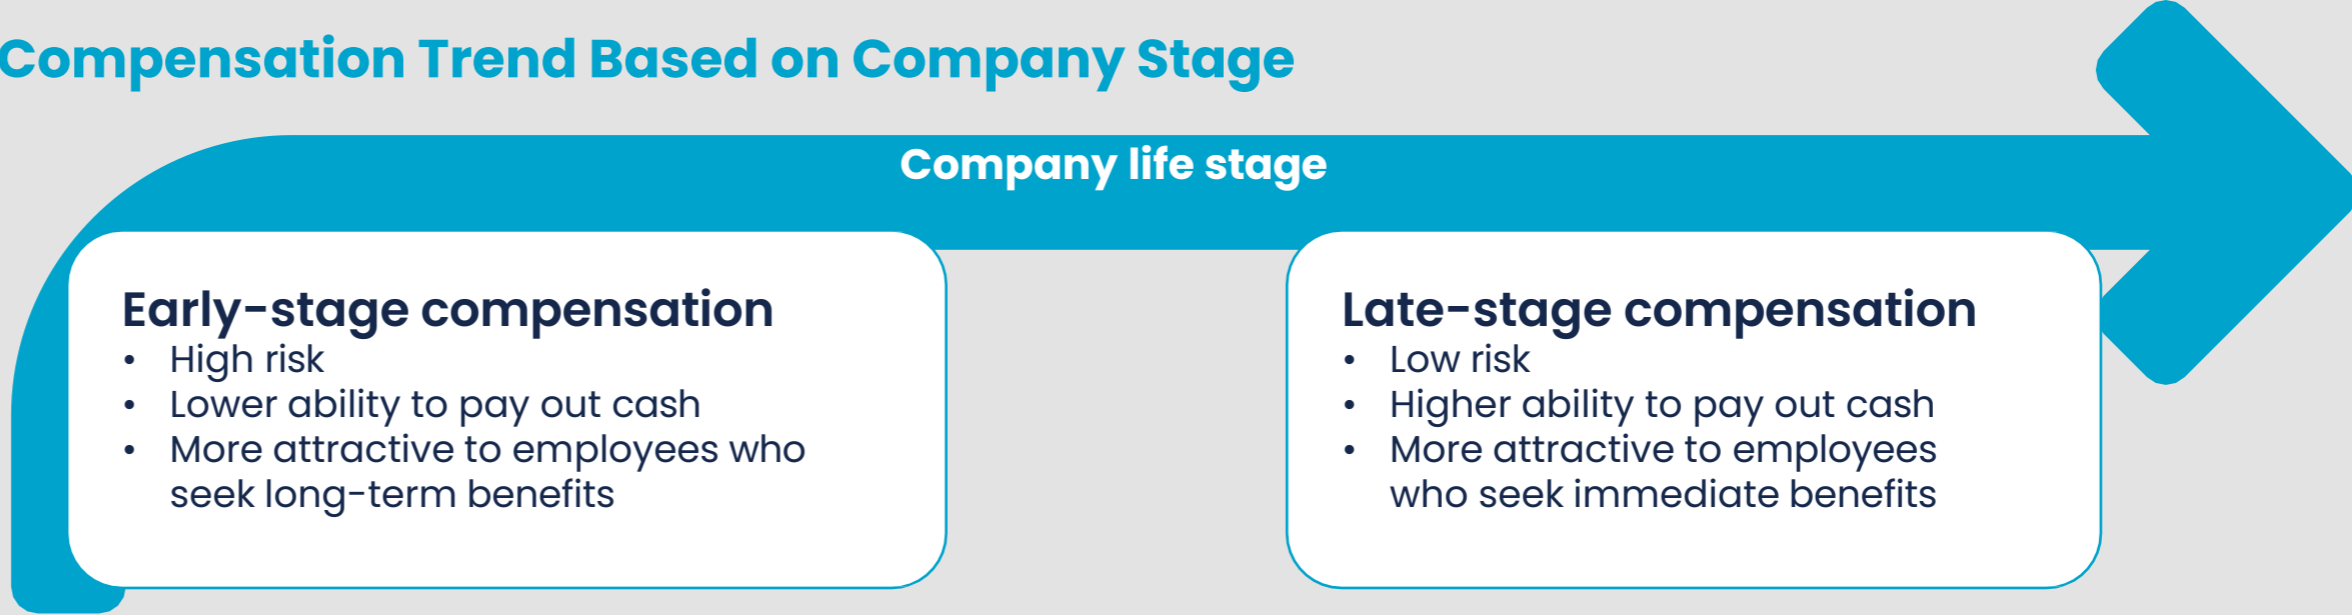 Compensation Trend Based on Company Stage
Company life stage
Early-stage compensation
• High risk
• Lower ability to pay out cash
• More attractive to employees who
seek long-term benefits
Late-stage compensation
• Low risk
• Higher ability to pay out cash
• More attractive to employees
who seek immediate benefits